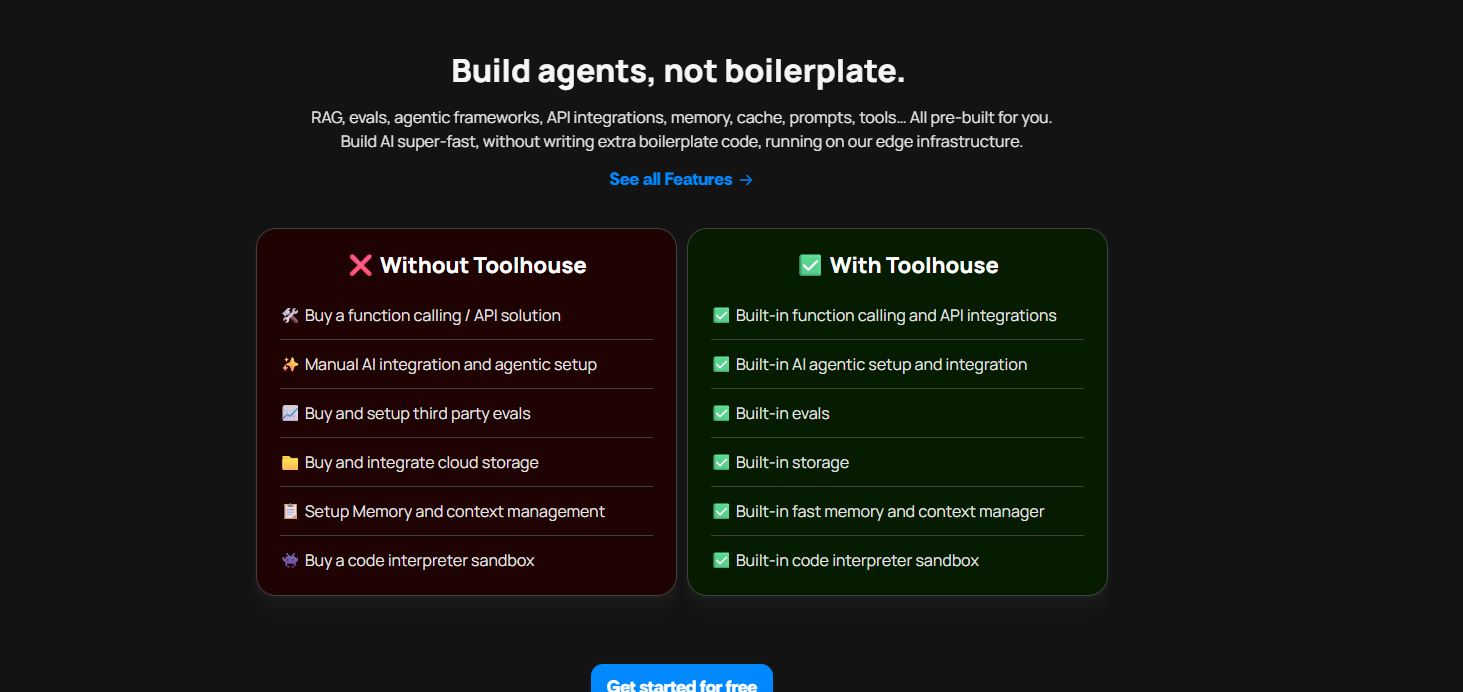 Build agents, not boilerplate.
RAG, evals, agentic frameworks, API integrations, memory, cache, prompts, tools... All pre-built for you.
Build AI super-fast, without writing extra boilerplate code, running on our edge infrastructure.
See all Features →
❌ Without Toolhouse
🛠 Buy a function calling / API solution
✨ Manual AI integration and agentic setup
📈 Buy and setup third party evals
📁 Buy and integrate cloud storage
📋 Setup Memory and context management
👾 Buy a code interpreter sandbox
✅ With Toolhouse
✅ Built-in function calling and API integrations
✅ Built-in AI agentic setup and integration
✅ Built-in evals
✅ Built-in storage
✅ Built-in fast memory and context manager
✅ Built-in code interpreter sandbox
Get started for free